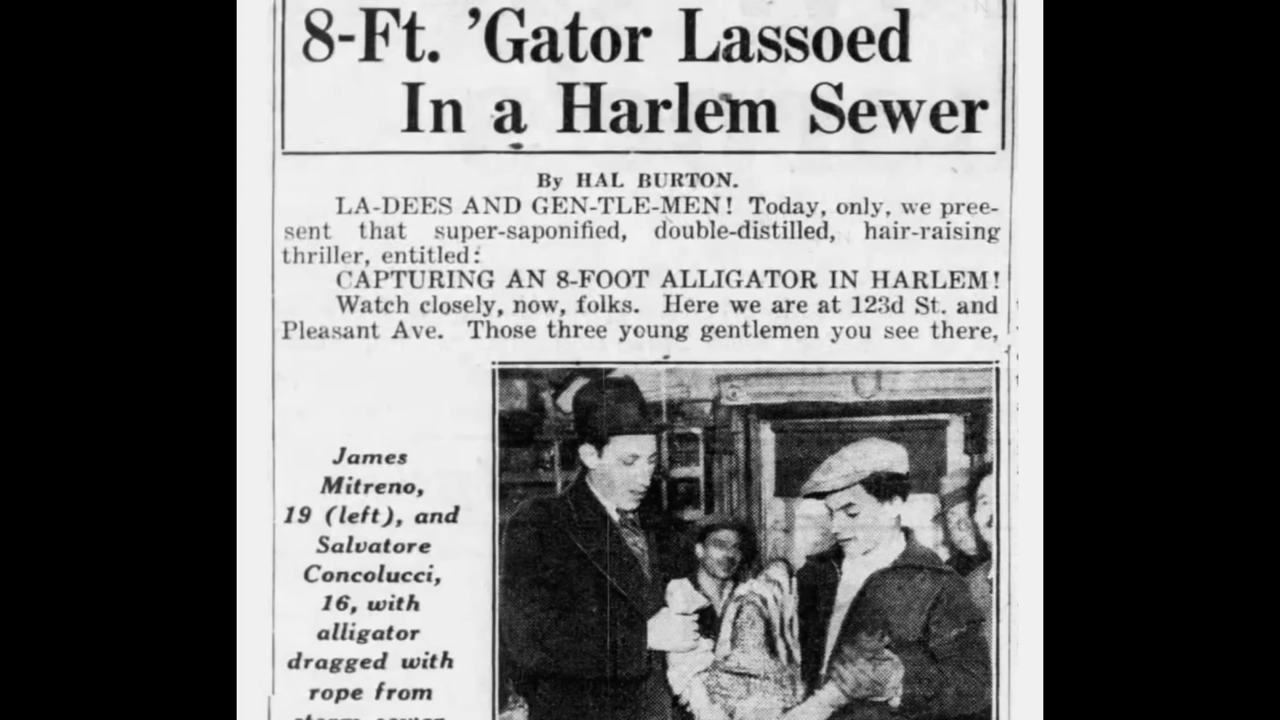 8-Ft. 'Gator Lassoed
In a Harlem Sewer
By HAL BURTON.
LA-DEES AND GEN-TLE-MEN! Today, only, we pree-
sent that super-saponified, double-distilled, hair-raising
thriller, entitled:
CAPTURING AN 8-FOOT ALLIGATOR IN HARLEM!
Watch closely, now, folks. Here we are at 123d St. and
Pleasant Ave. Those three young gentlemen you see there,
James
Mitreno,
19 (left), and
Salvatore
Concolucci,
16, with
alligator
dragged with
rope from
storm sewer